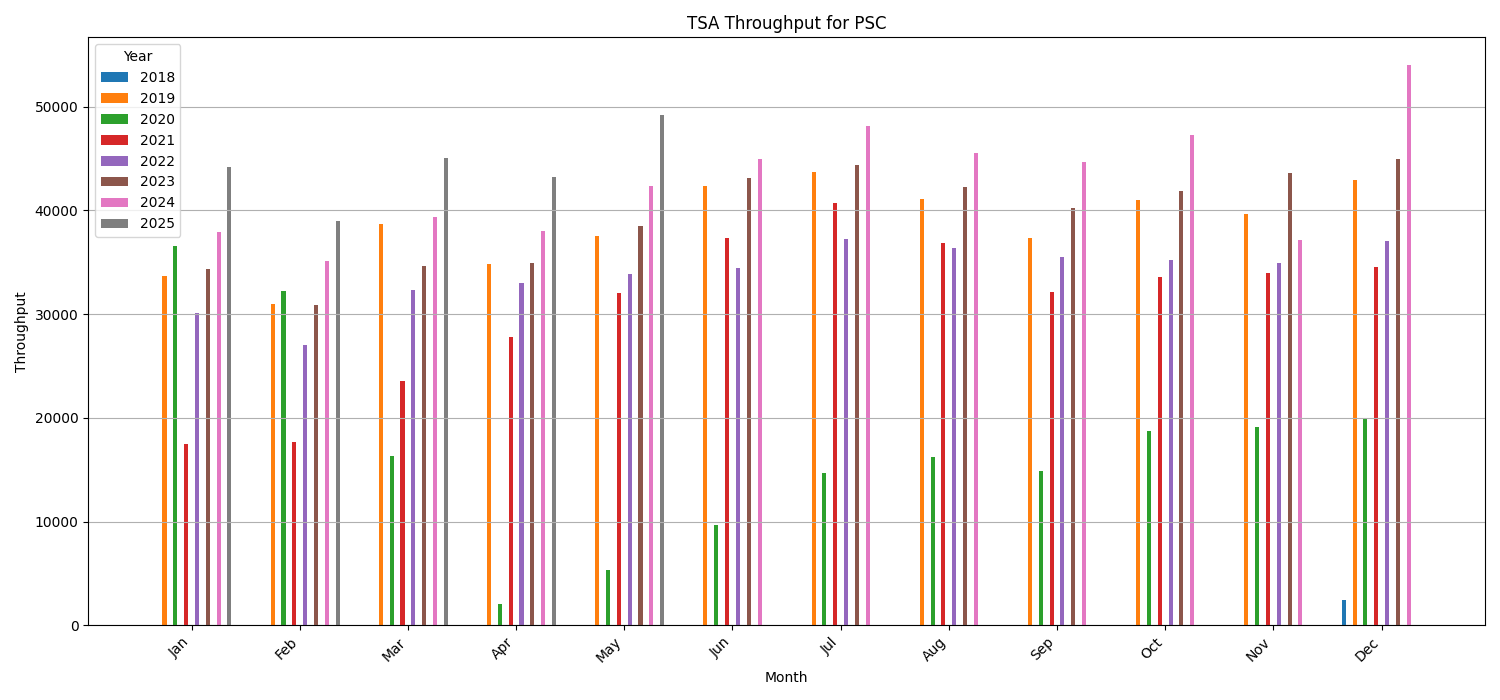 TSA Throughput for PSC
Year
2018
2019
2020
2021
2022
2023
2024
2025
Throughput
50000
40000
30000
20000
10000
0
Jan
Feb
Mar
Apr
May
Jun
Jul
Aug
Sep
Oct
Nov
Dec
Month